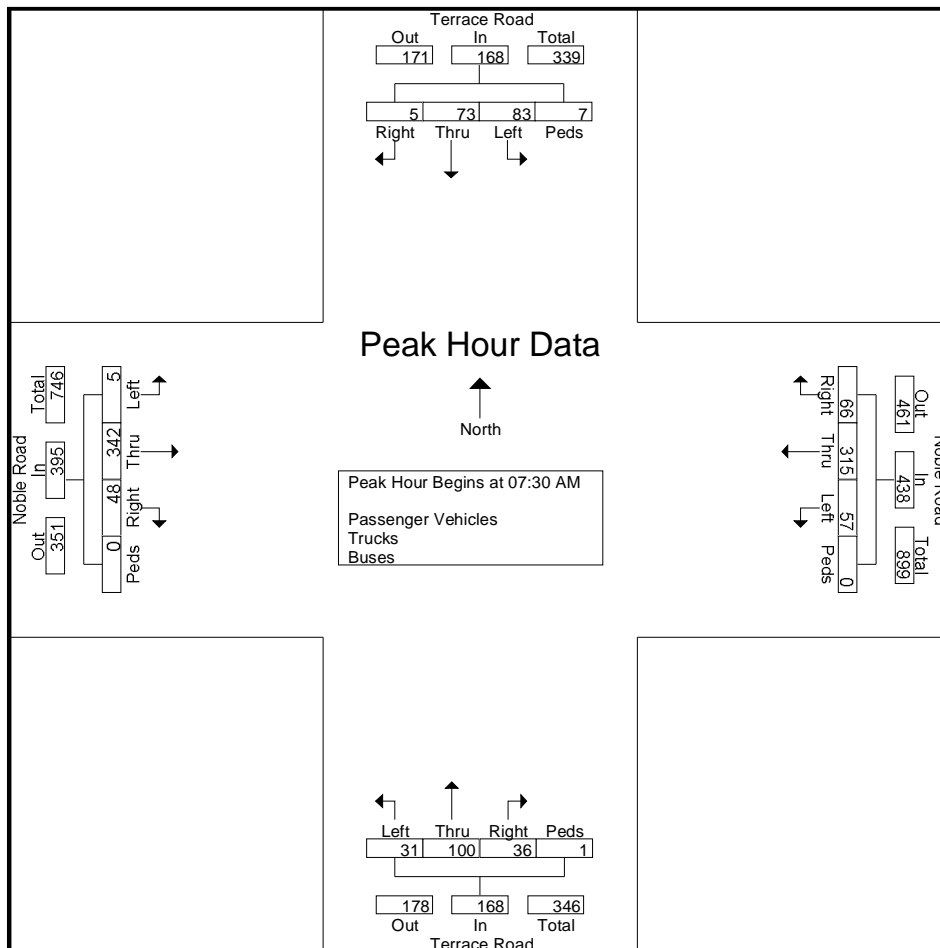 Terrace Road
Out In Total
171 168 339
5 73 83 7
Right Thru Left Peds
Peak Hour Data
North
Peak Hour Begins at 07:30 AM
Passenger Vehicles
Trucks
Buses
Noble Road
Out In Total
351 395 746
Left Thru Right Peds
5 342 48 0
Noble Road
Out In Total
461 438 899
Right Thru Left Peds
66 315 57 0
Left Thru Right Peds
31 100 36 1
178 168 346
Out In Total
Terrace Road